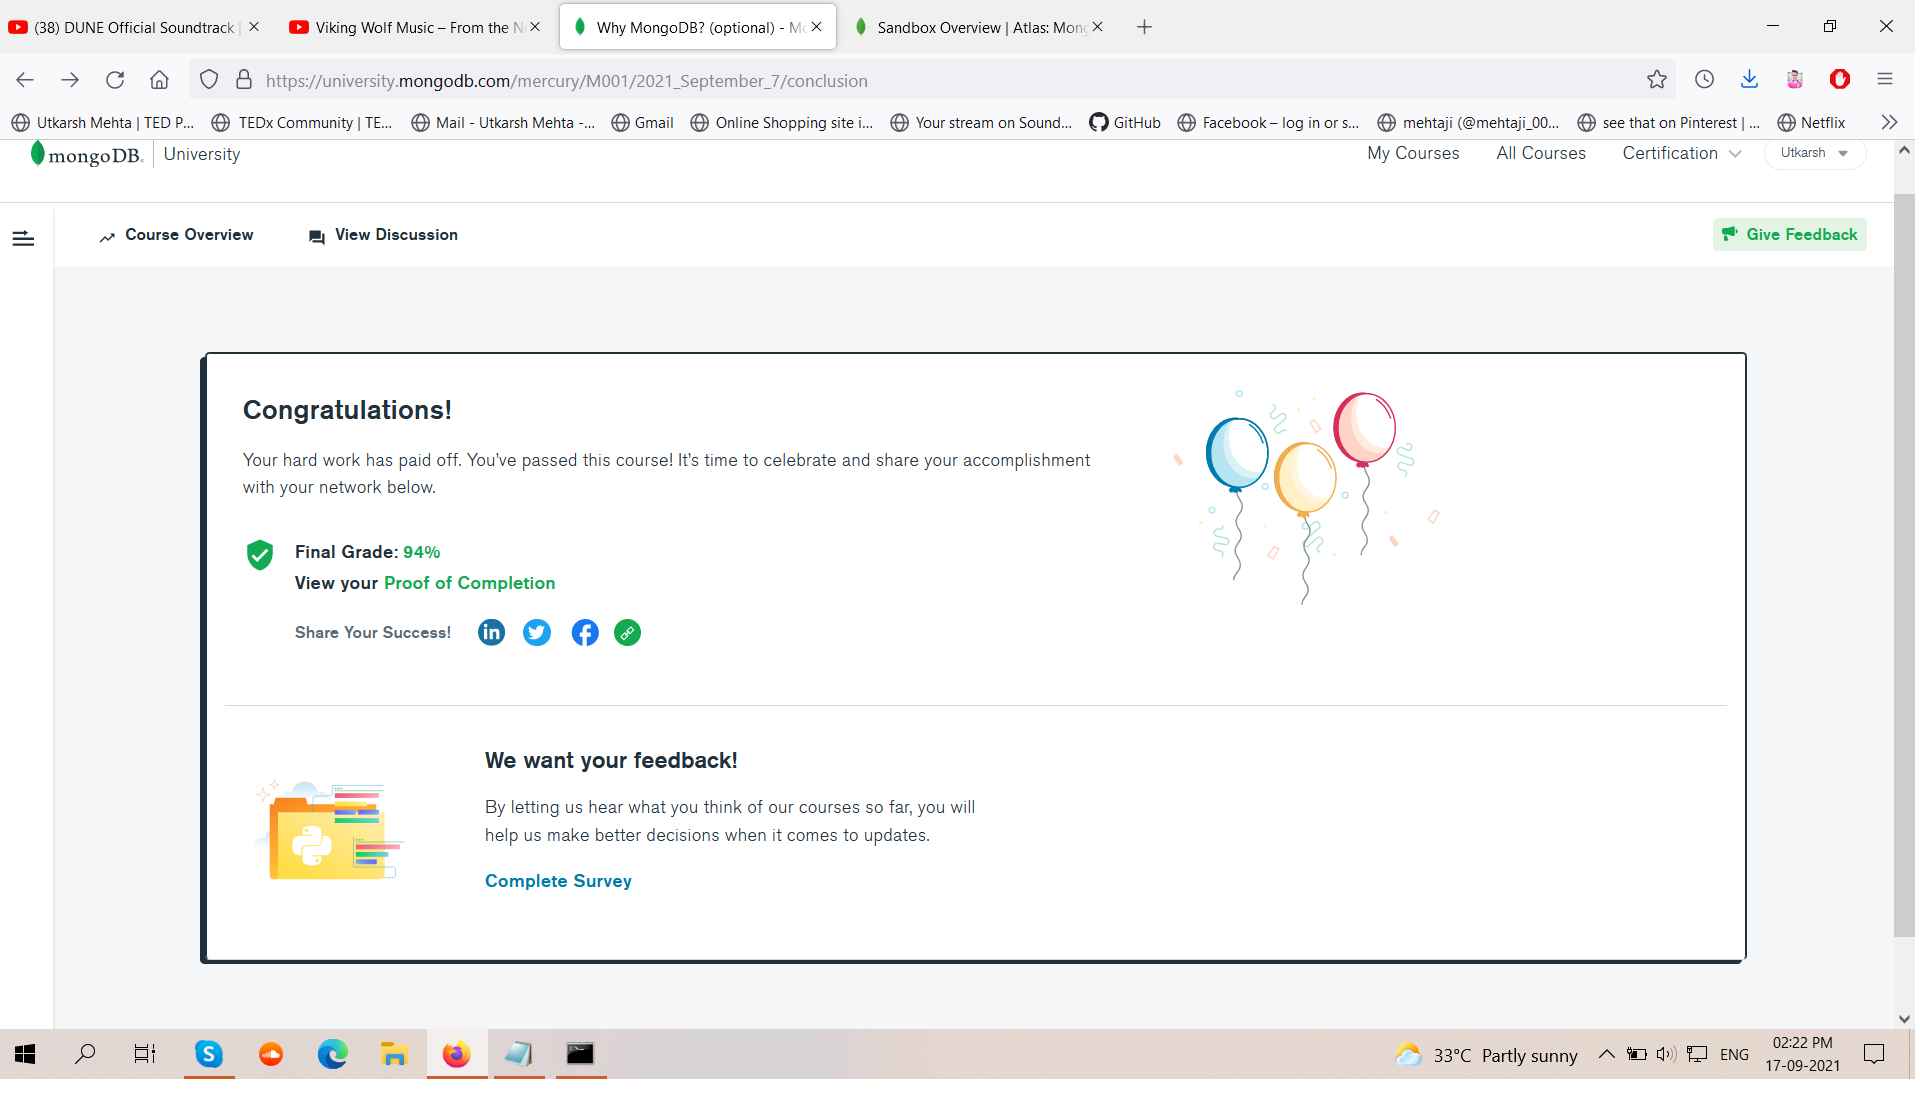 (38) DUNE Official Soundtrack
Viking Wolf Music – From the N
Why MongoDB? (optional) - Mo
Sandbox Overview | Atlas: Mong
https://university.mongodb.com/mercury/M001/2021_September_7/conclusion
Utkarsh Mehta | TED P...
TEDx Community | TE...
Mail - Utkarsh Mehta -...
Gmail
Online Shopping site i...
Your stream on Sound...
GitHub
Facebook – log in or s...
mehtaji (@mehtaji_00...
see that on Pinterest | ...
Netflix
mongoDB.
University
My Courses
All Courses
Certification
Utkarsh
Course Overview
View Discussion
Give Feedback
Congratulations!
Your hard work has paid off. You've passed this course! It's time to celebrate and share your accomplishment
with your network below.
Final Grade: 94%
View your Proof of Completion
Share Your Success!
We want your feedback!
By letting us hear what you think of our courses so far, you will
help us make better decisions when it comes to updates.
Complete Survey
33°C Partly sunny
ENG
02:22 PM
17-09-2021